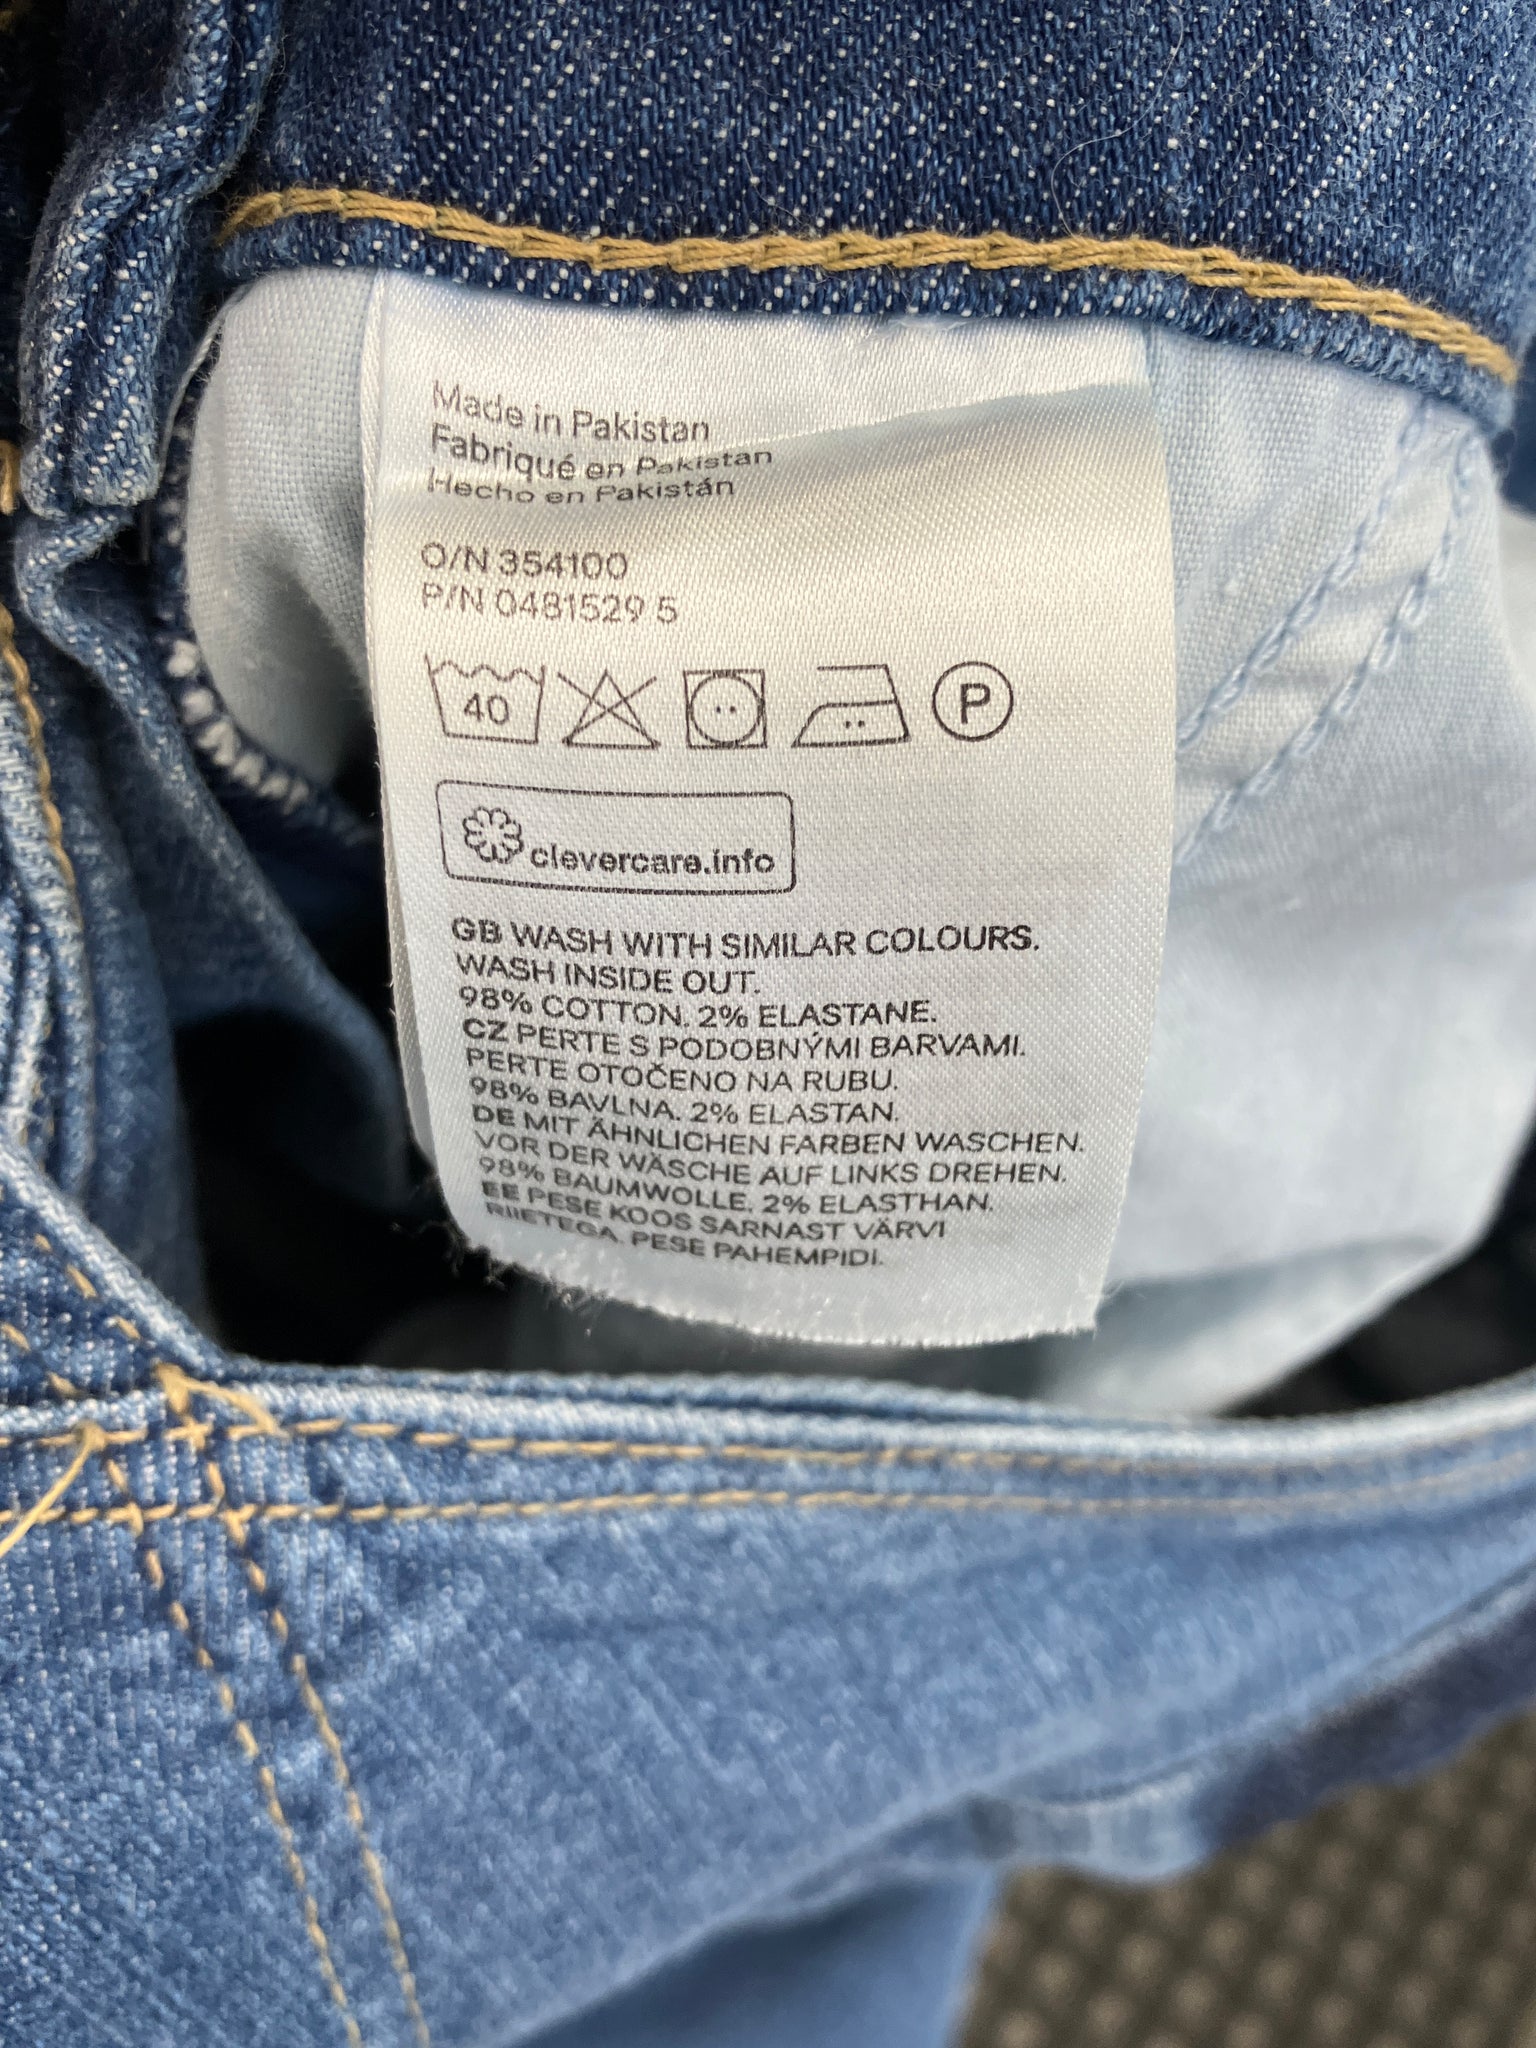 Made in Pakistan
Fabriqué en Pakistan
Hecho en Pakistán
O/N 354100
P/N 0481529 5
40
P
clevercare.info
GB WASH WITH SIMILAR COLOURS.
WASH INSIDE OUT.
98% COTTON. 2% ELASTANE.
CZ PERTE S PODOBNÝMI BARVAMI.
PERTE OTOČENO NA RUBU.
98% BAVLNA. 2% ELASTAN.
DE MIT ÄHNLICHEN FARBEN WASCHEN.
VOR DER WÄSCHE AUF LINKS DREHEN.
98% BAUMWOLLE. 2% ELASTHAN.
EE PESE KOOS SARNAST VÄRVI
RIIETEGA. PESE PAHEMPIDI.